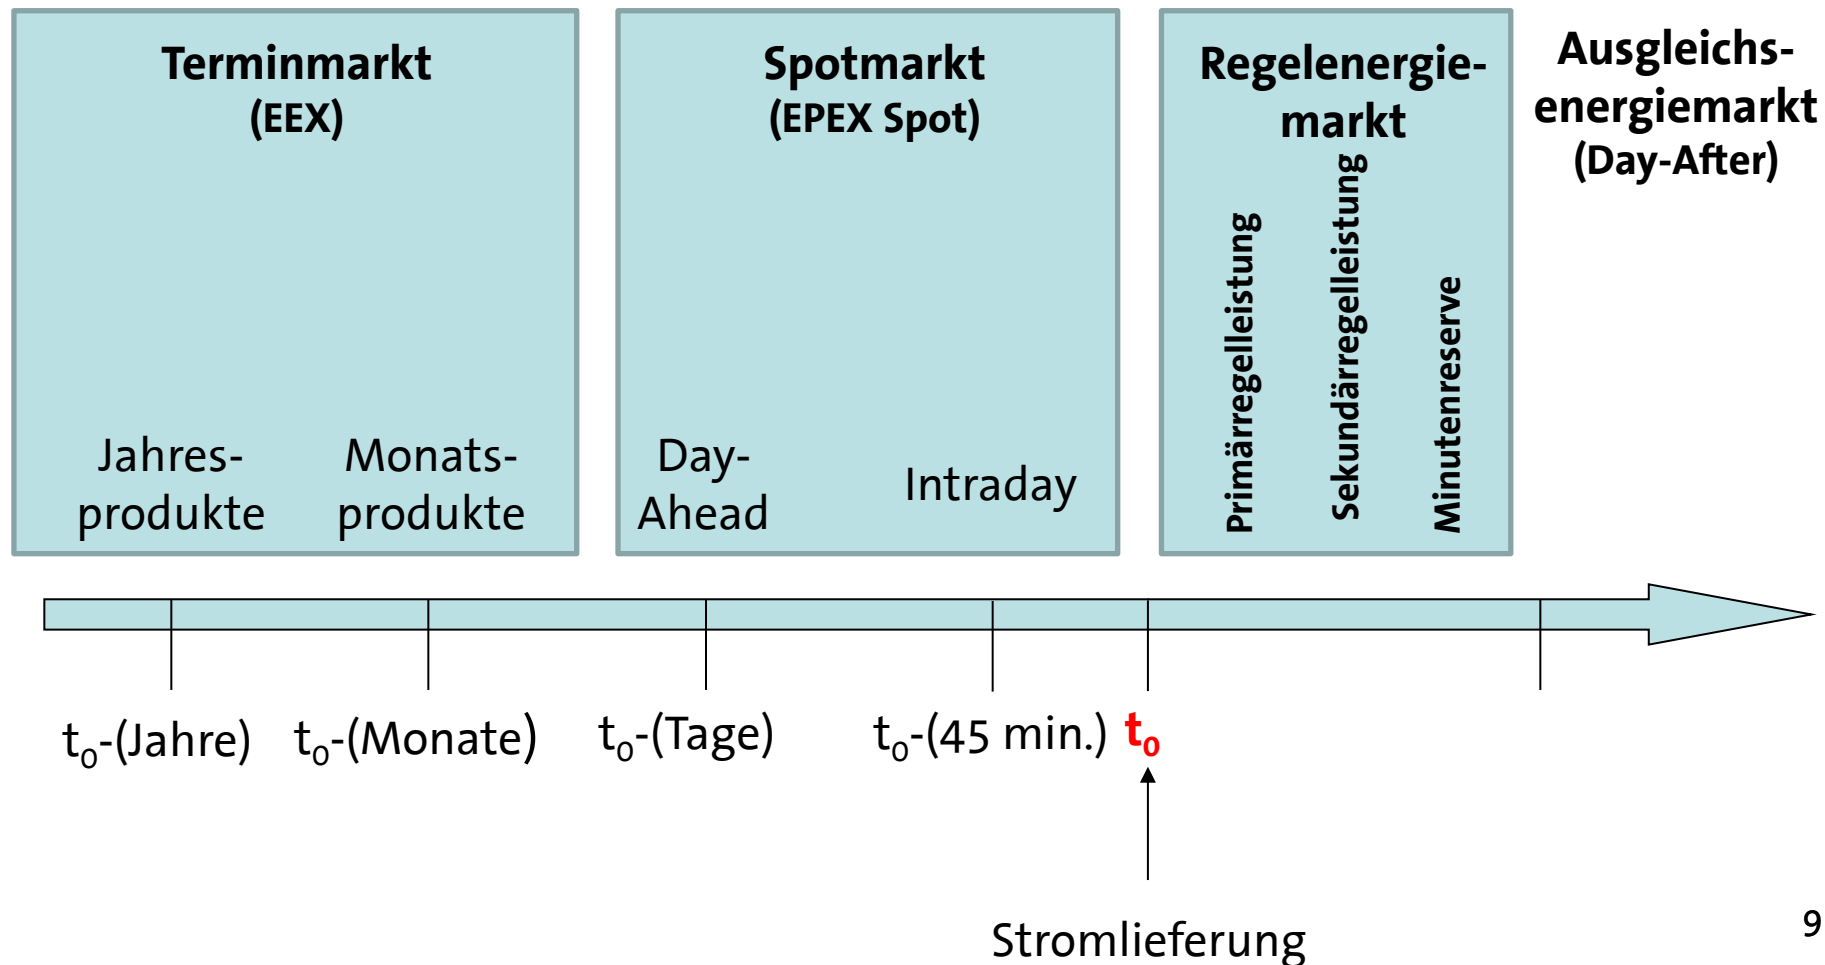 Terminmarkt
(EEX)
Jahres-
produkte
Monats-
produkte
Spotmarkt
(EPEX Spot)
Day-
Ahead
Intraday
Regelenergie-
markt
Primärregelleistung
Sekundärregelleistung
Minutenreserve
Ausgleichs-
energiemarkt
(Day-After)
t₀-(Jahre)
t₀-(Monate)
t₀-(Tage)
t₀-(45 min.)
t₀
Stromlieferung
9